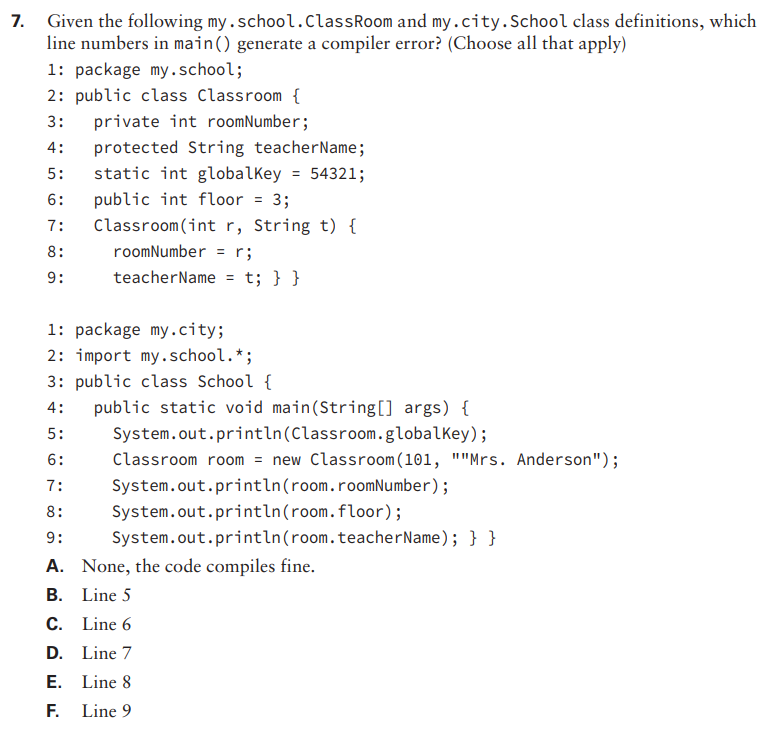 7. Given the following my.school.ClassRoom and my.city.School class definitions, which
line numbers in main() generate a compiler error? (Choose all that apply)
1: package my.school;
2: public class Classroom {
3: private int roomNumber;
4: protected String teacherName;
5: static int globalKey = 54321;
6: public int floor = 3;
7: Classroom(int r, String t) {
8: roomNumber = r;
9: teacherName = t; } }
1: package my.city;
2: import my.school.*;
3: public class School {
4: public static void main(String[] args) {
5: System.out.println(Classroom.globalKey);
6: Classroom room = new Classroom(101, ""Mrs. Anderson");
7: System.out.println(room.roomNumber);
8: System.out.println(room.floor);
9: System.out.println(room.teacherName); } }
A. None, the code compiles fine.
B. Line 5
C. Line 6
D. Line 7
E. Line 8
F. Line 9